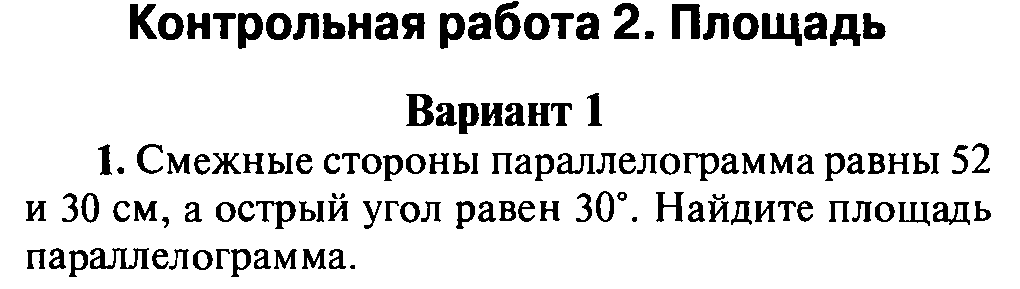 Контрольная работа 2. Площадь
Вариант 1
1. Смежные стороны параллелограмма равны 52
и 30 см, а острый угол равен 30°. Найдите площадь
параллелограмма.